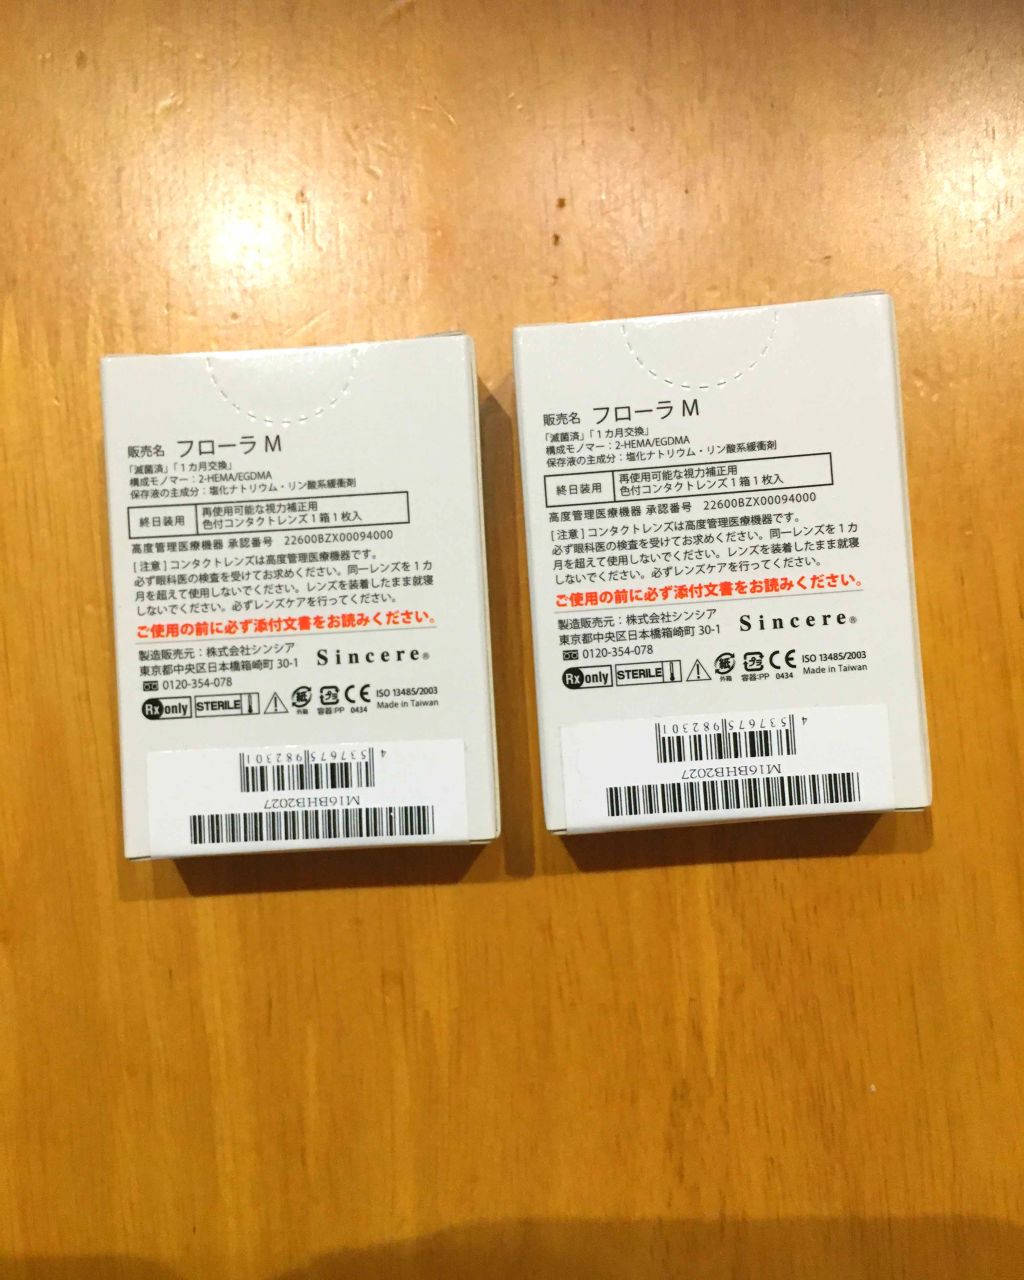 販売名 フローラ M
「滅菌済」「1カ月交換」
構成モノマー：2-HEMA/EGDMA
保存液の主成分：塩化ナトリウム・リン酸系緩衝剤
終日装用
再使用可能な視力補正用
色付コンタクトレンズ 1 箱 1 枚入
高度管理医療機器 承認番号 22600BZX00094000
[ 注意 ] コンタクトレンズは高度管理医療機器です。
必ず眼科医の検査を受けてお求めください。同一レンズを 1 カ
月を超えて使用しないでください。レンズを装着したまま就寝
しないでください。必ずレンズケアを行ってください。
ご使用の前に必ず添付文書をお読みください。
製造販売元：株式会社シンシア
東京都中央区日本橋箱崎町 30-1
0120-354-078
Sincere®
Rx only STERILE 紙 外箱 プラ 容器:PP CE 0434 ISO 13485/2003
Made in Taiwan
4 537675 982301
M16BHB2027
販売名 フローラ M
「滅菌済」「1カ月交換」
構成モノマー：2-HEMA/EGDMA
保存液の主成分：塩化ナトリウム・リン酸系緩衝剤
終日装用
再使用可能な視力補正用
色付コンタクトレンズ 1 箱 1 枚入
高度管理医療機器 承認番号 22600BZX00094000
[ 注意 ] コンタクトレンズは高度管理医療機器です。
必ず眼科医の検査を受けてお求めください。同一レンズを 1 カ
月を超えて使用しないでください。レンズを装着したまま就寝
しないでください。必ずレンズケアを行ってください。
ご使用の前に必ず添付文書をお読みください。
製造販売元：株式会社シンシア
東京都中央区日本橋箱崎町 30-1
0120-354-078
Sincere®
Rx only STERILE 紙 外箱 プラ 容器:PP CE 0434 ISO 13485/2003
Made in Taiwan
4 537675 982301
M16BHB2027